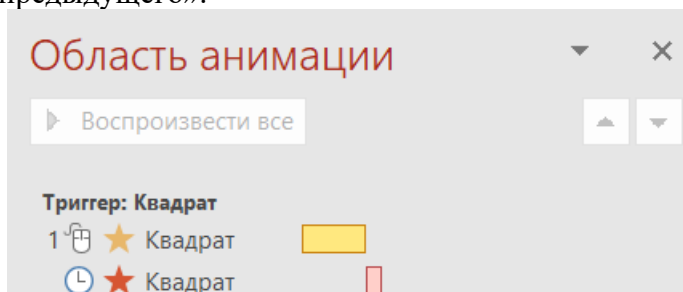 предыдущего».
Область анимации
Воспроизвести все
Триггер: Квадрат
1 Квадрат
Квадрат